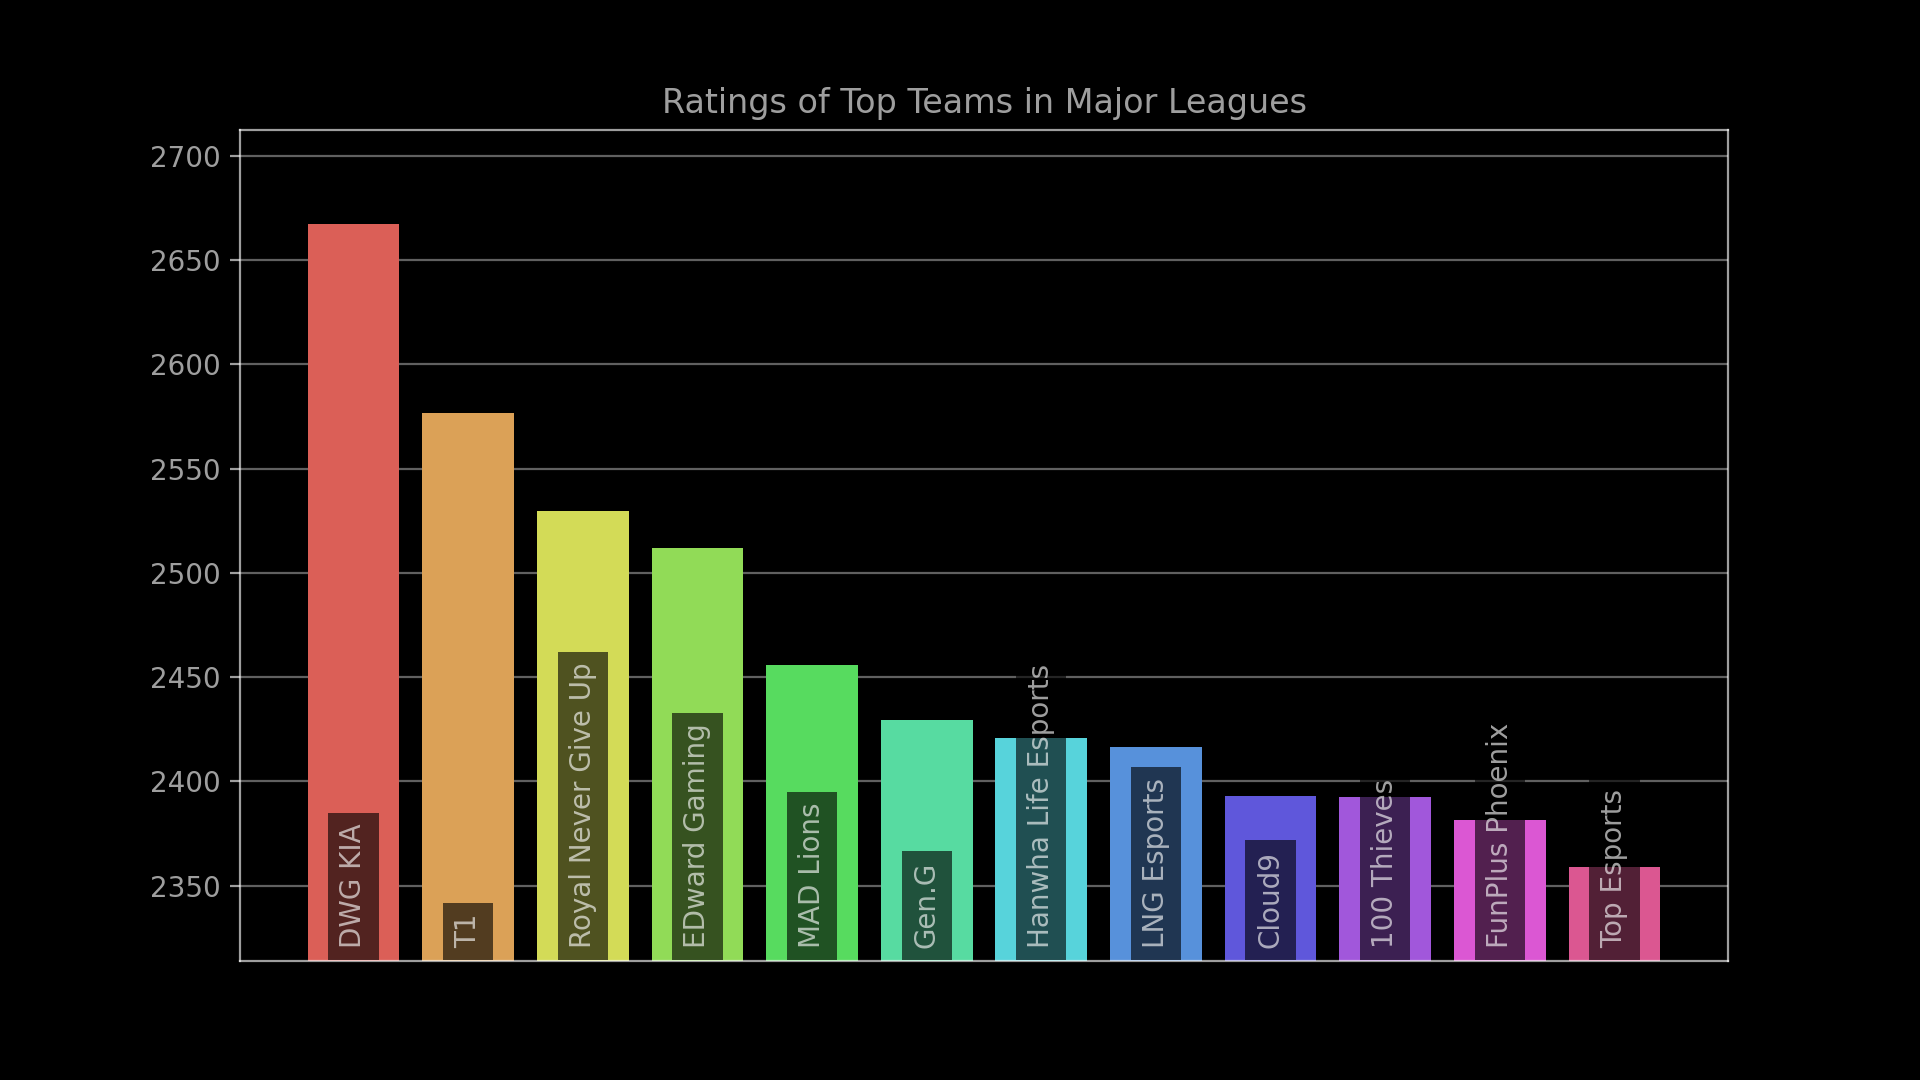 Ratings of Top Teams in Major Leagues
2700
2650
2600
2550
2500
2450
2400
2350
DWG KIA
T1
Royal Never Give Up
EDward Gaming
MAD Lions
Gen.G
Hanwha Life Esports
LNG Esports
Cloud9
100 Thieves
FunPlus Phoenix
Top Esports